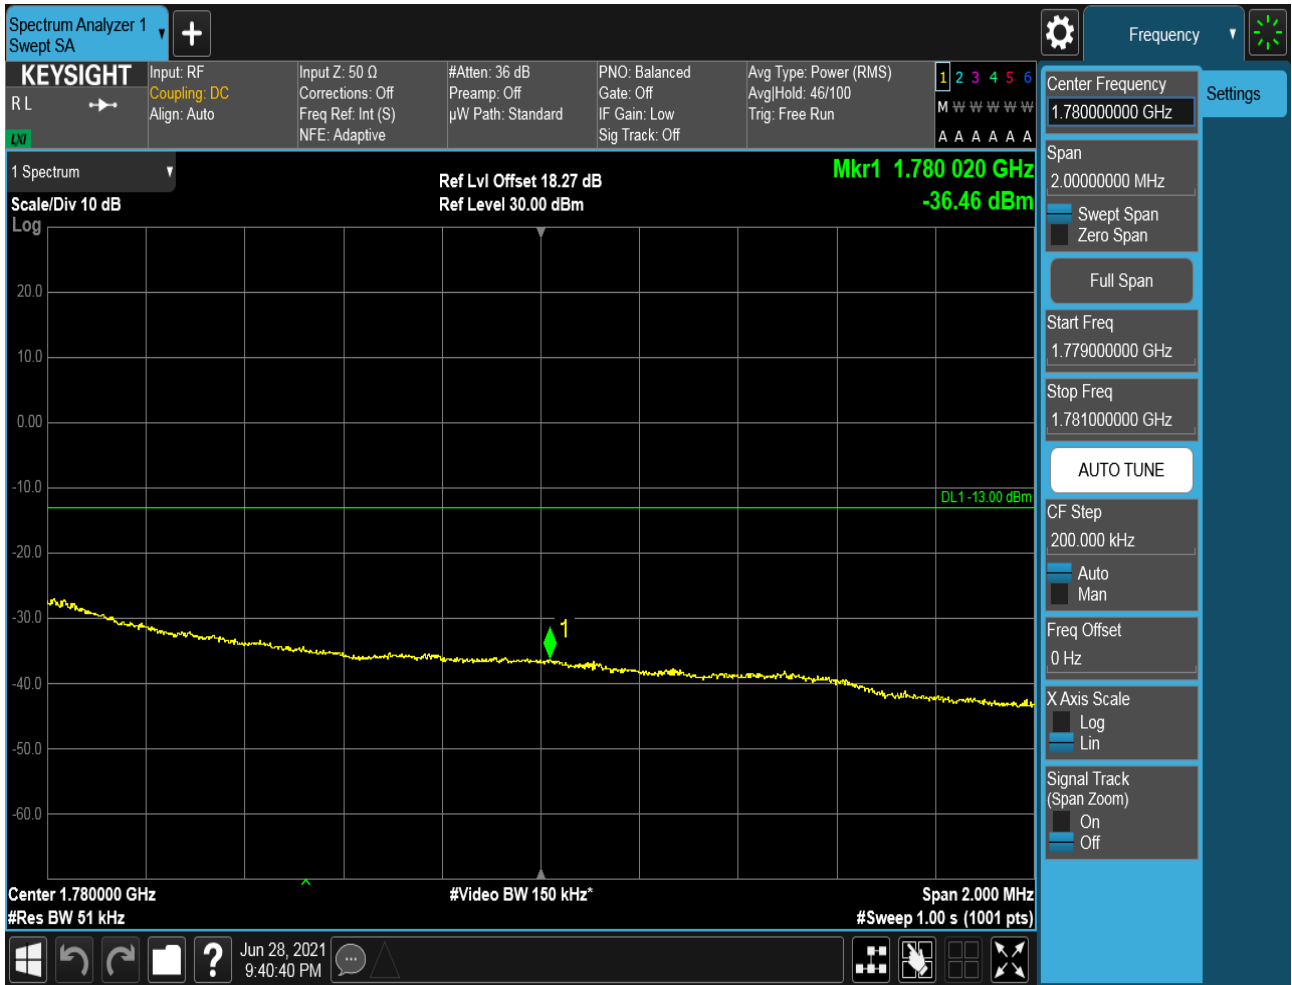 Spectrum Analyzer 1
Swept SA
Frequency
KEYSIGHT
R L
LXI
Input: RF
Coupling: DC
Align: Auto
Input Z: 50 Ω
Corrections: Off
Freq Ref: Int (S)
NFE: Adaptive
#Atten: 36 dB
Preamp: Off
µW Path: Standard
PNO: Balanced
Gate: Off
IF Gain: Low
Sig Track: Off
Avg Type: Power (RMS)
Avg|Hold: 46/100
Trig: Free Run
1 2 3 4 5 6
M W W W W W
A A A A A A
1 Spectrum
Scale/Div 10 dB
Log
Ref Lvl Offset 18.27 dB
Ref Level 30.00 dBm
Mkr1 1.780 020 GHz
-36.46 dBm
20.0
10.0
0.00
-10.0
DL1 -13.00 dBm
-20.0
-30.0
1
-40.0
-50.0
-60.0
Center 1.780000 GHz
#Video BW 150 kHz*
Span 2.000 MHz
#Res BW 51 kHz
#Sweep 1.00 s (1001 pts)
?
Jun 28, 2021
9:40:40 PM
Center Frequency
1.780000000 GHz
Settings
Span
2.00000000 MHz
Swept Span
Zero Span
Full Span
Start Freq
1.779000000 GHz
Stop Freq
1.781000000 GHz
AUTO TUNE
CF Step
200.000 kHz
Auto
Man
Freq Offset
0 Hz
X Axis Scale
Log
Lin
Signal Track
(Span Zoom)
On
Off